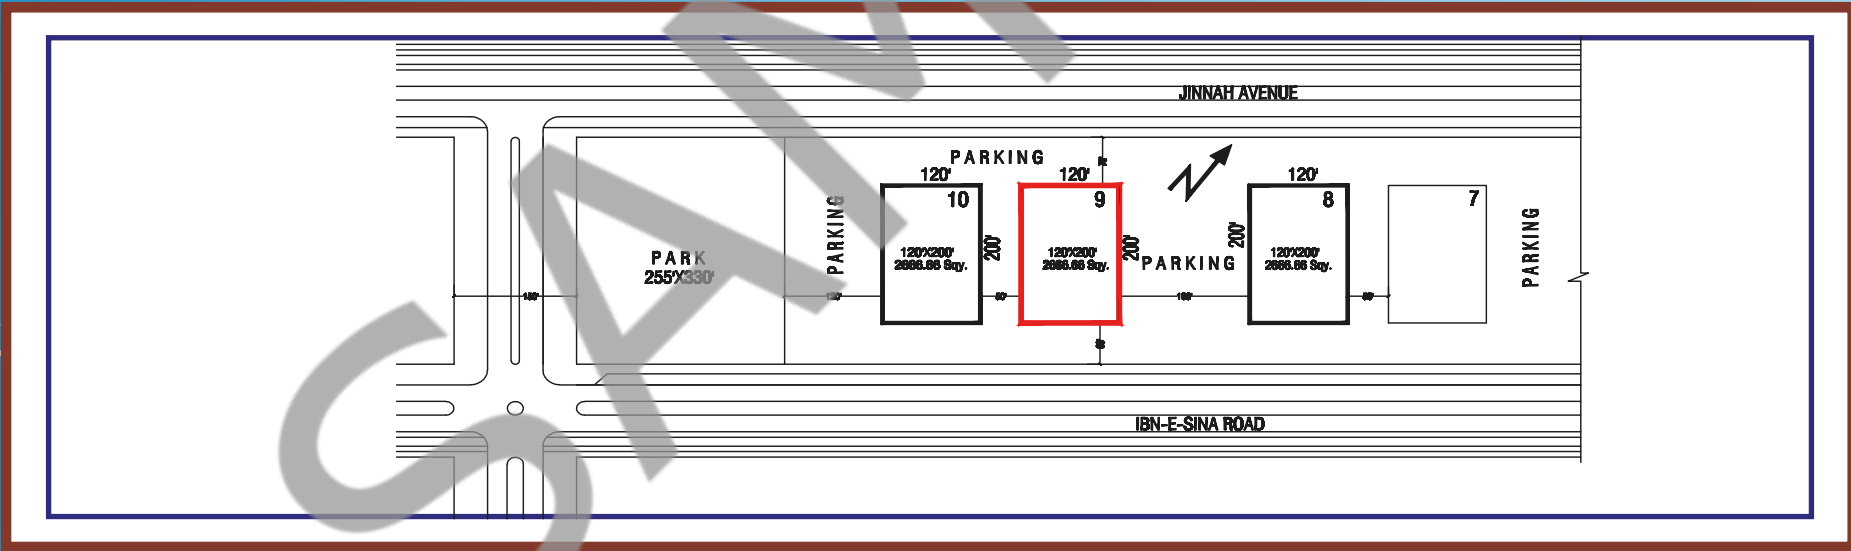 JINNAH AVENUE
PARKING
120'
120'
120'
10
9
8
7
PARKING
200'
200'
200'
PARKING
PARK
255'X330'
120'X200'
2666.66 Sqy.
120'X200'
2666.66 Sqy.
PARKING
120'X200'
2666.66 Sqy.
IBN-E-SINA ROAD
SAM